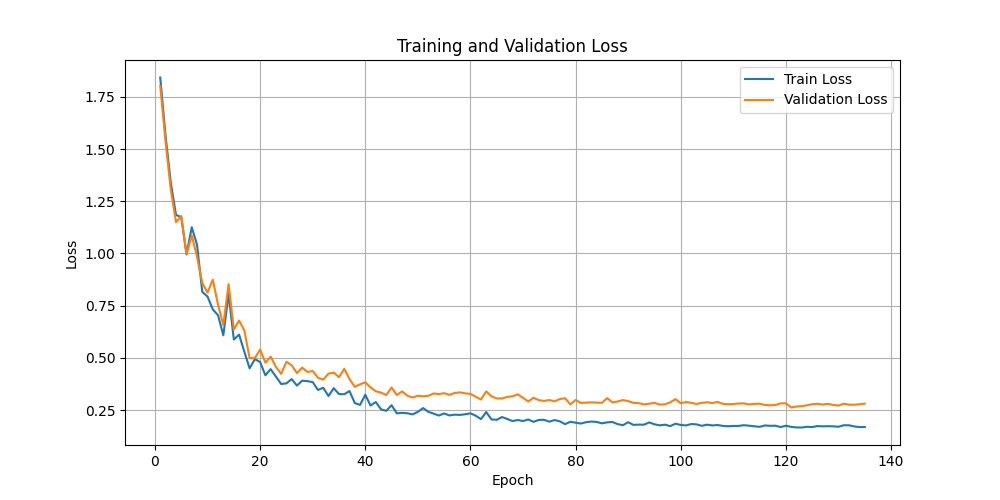 Training and Validation Loss
Train Loss
Validation Loss
1.75
1.50
1.25
1.00
0.75
0.50
0.25
Loss
0 20 40 60 80 100 120 140
Epoch